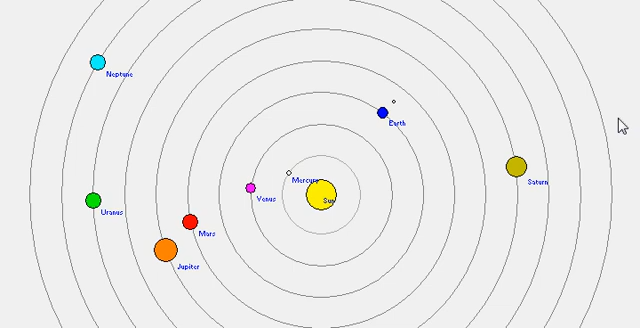 Neptune
Earth
Mercury
Saturn
Venus
Sun
Uranus
Mars
Jupiter